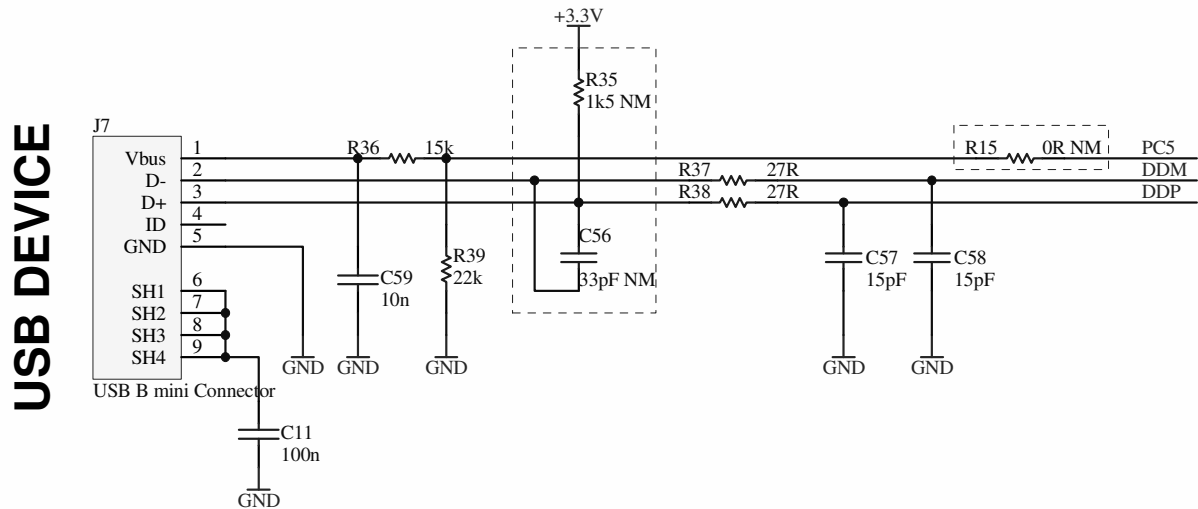 USB DEVICE
+3.3V
R35
1k5 NM
J7
Vbus 1
D- 2
D+ 3
ID 4
GND 5
SH1 6
SH2 7
SH3 8
SH4 9
USB B mini Connector
R36 15k
R15 0R NM
PC5
R37 27R
DDM
R38 27R
DDP
C56
33pF NM
R39
22k
C59
10n
C57
15pF
C58
15pF
GND
GND
GND
GND
GND
C11
100n
GND